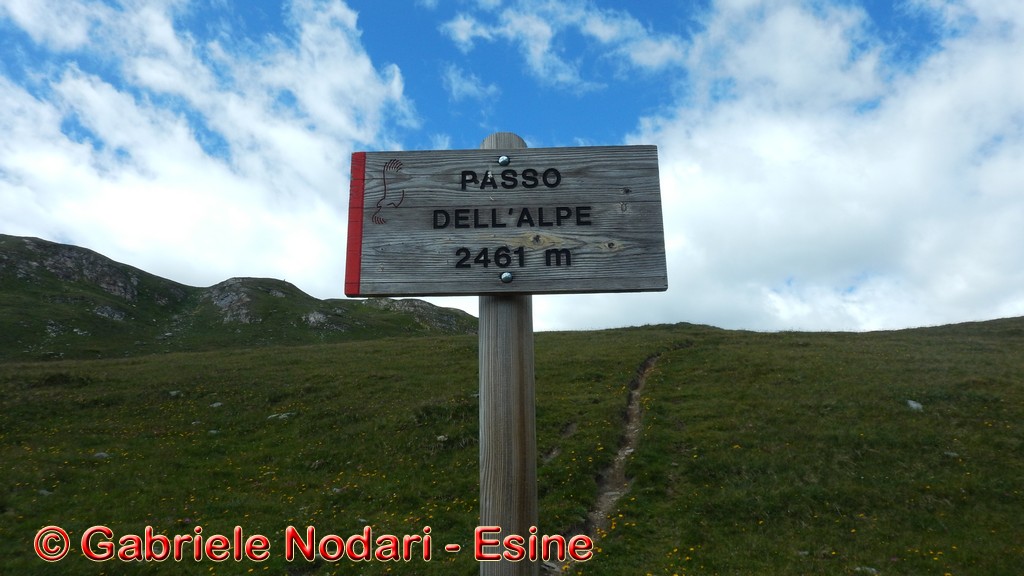 PASSO
DELL'ALPE
2461 m
© Gabriele Nodari - Esine